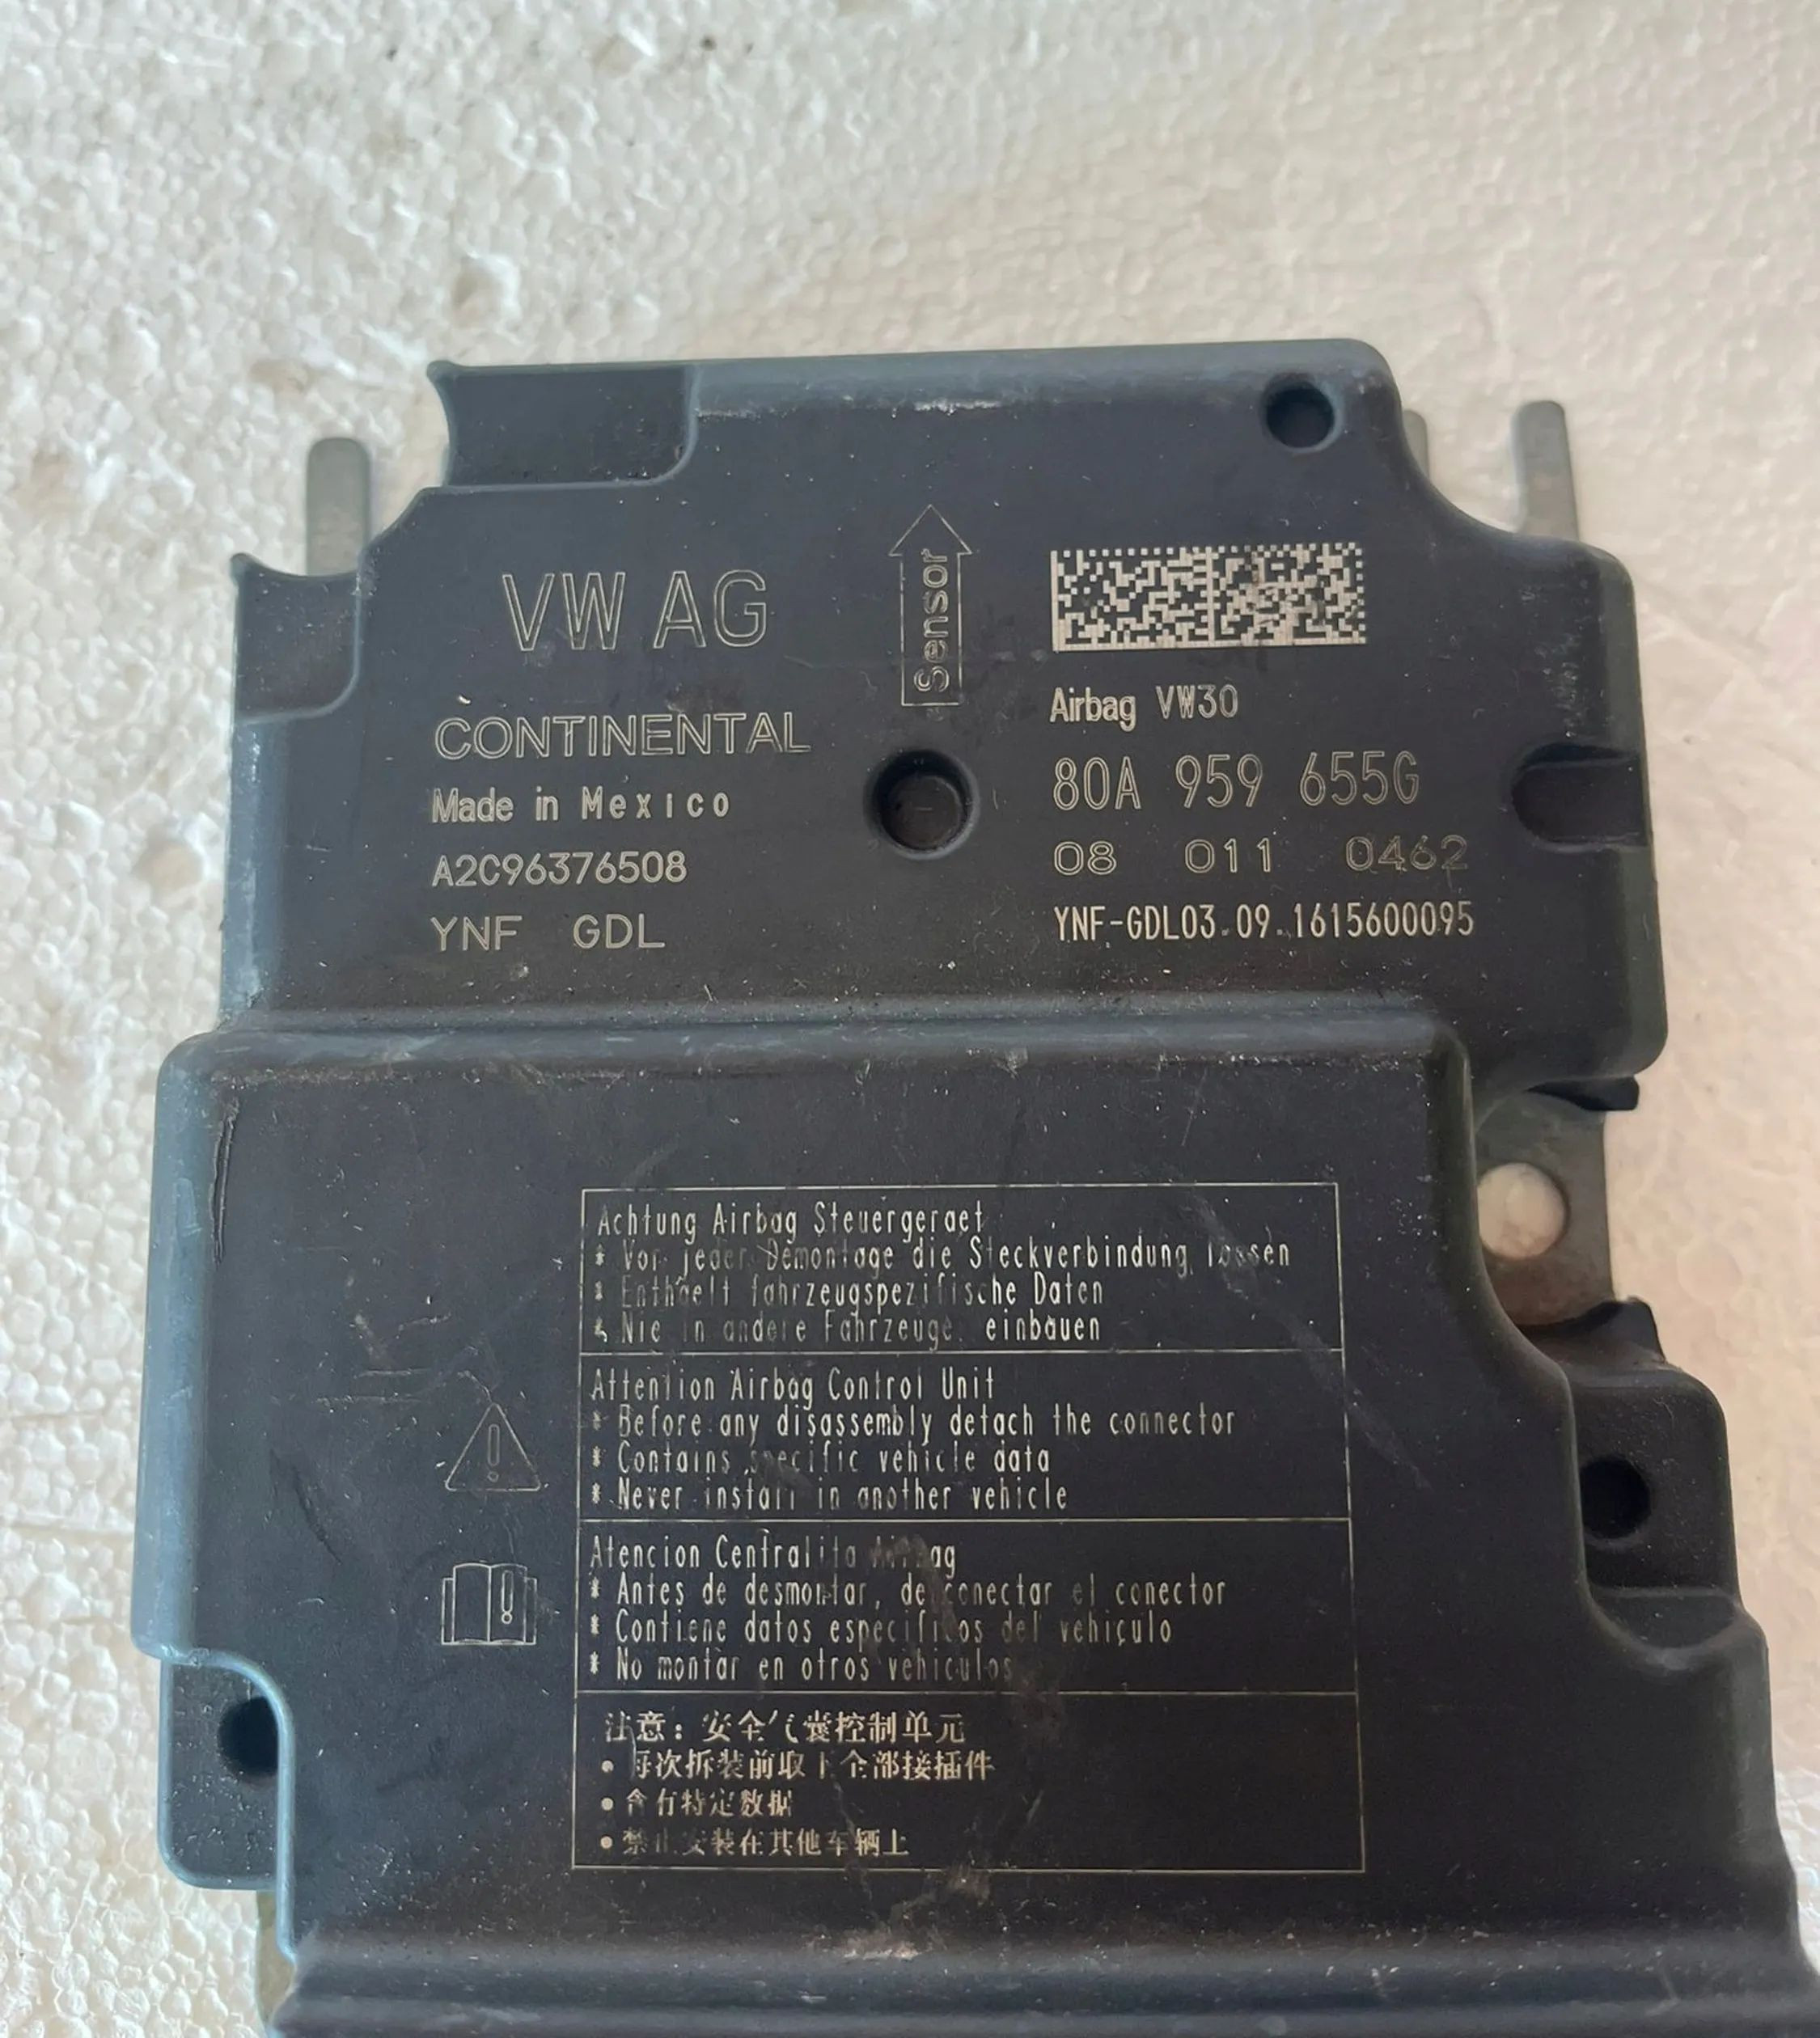 VW AG
CONTINENTAL
Made in Mexico
A2C96376508
YNF GDL
Sensor
Airbag VW30
80A 959 655G
08 011 0462
YNF-GDL03.09.1615600095
Achtung Airbag Steuergeraet
* Vor jeder Demontage die Steckverbindung loesen
* Enthaelt fahrzeugspezifische Daten
* Nie in andere Fahrzeuge einbauen
Attention Airbag Control Unit
* Before any disassembly detach the connector
* Contains specific vehicle data
* Never install in another vehicle
Atencion Centralita Airbag
* Antes de desmontar, desconectar el conector
* Contiene datos especificos del vehiculo
* No montar en otros vehiculos
注意：安全气囊控制单元
• 每次拆装前取下全部接插件
• 含有特定数据
• 禁止安装在其他车辆上